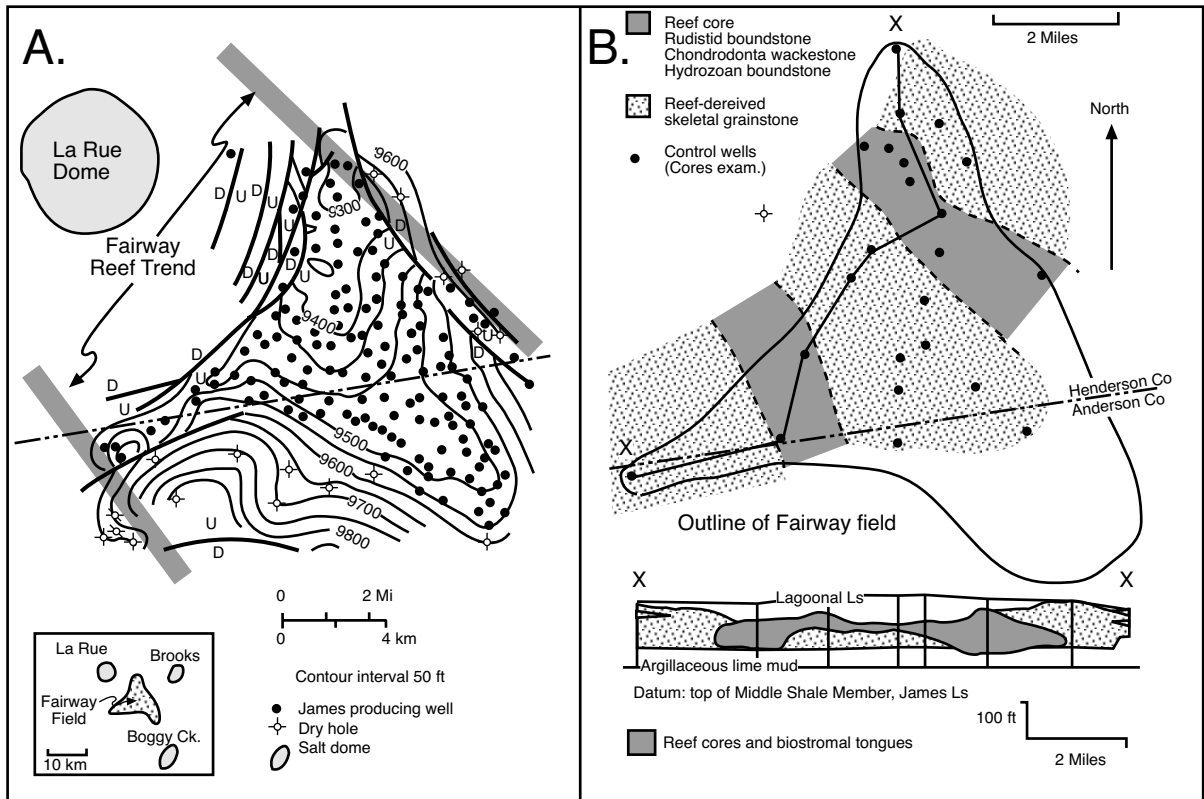 A.
La Rue
Dome
Fairway
Reef Trend
9600
9300
9400
9500
9600
9700
9800
D
U
D
U
U
D
U
D
U
D
U
D
U
D
U
D
U
D
U
U
D
0 2 Mi
0 4 km
Contour interval 50 ft
James producing well
Dry hole
Salt dome
La Rue
Brooks
Fairway
Field
Boggy Ck.
10 km
B.
Reef core
Rudistid boundstone
Chondrodonta wackestone
Hydrozoan boundstone
Reef-dereived
skeletal grainstone
Control wells
(Cores exam.)
X
2 Miles
North
Henderson Co
Anderson Co
X
Outline of Fairway field
X
X
Lagoonal Ls
Argillaceous lime mud
Datum: top of Middle Shale Member, James Ls
100 ft
2 Miles
Reef cores and biostromal tongues